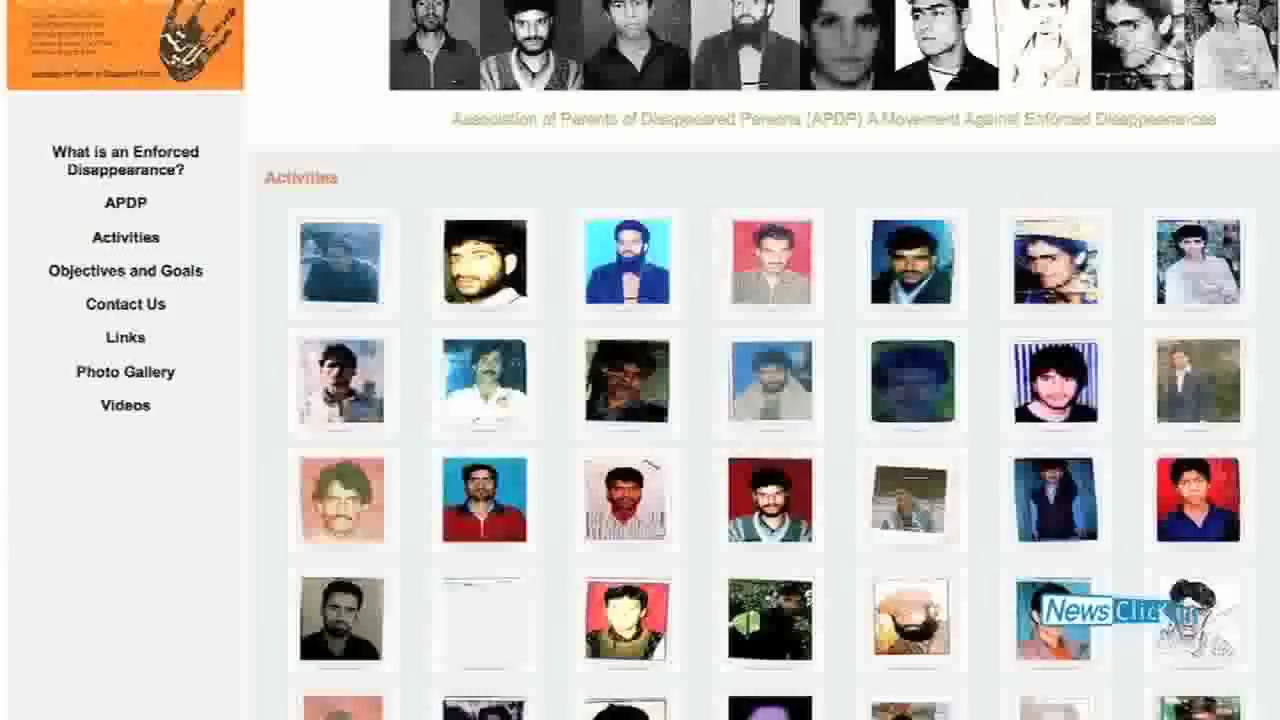 Association of Parents of Disappeared Persons (APDP) A Movement Against Enforced Disappearances
What is an Enforced
Disappearance?
APDP
Activities
Objectives and Goals
Contact Us
Links
Photo Gallery
Videos
Activities
NewsClick.in